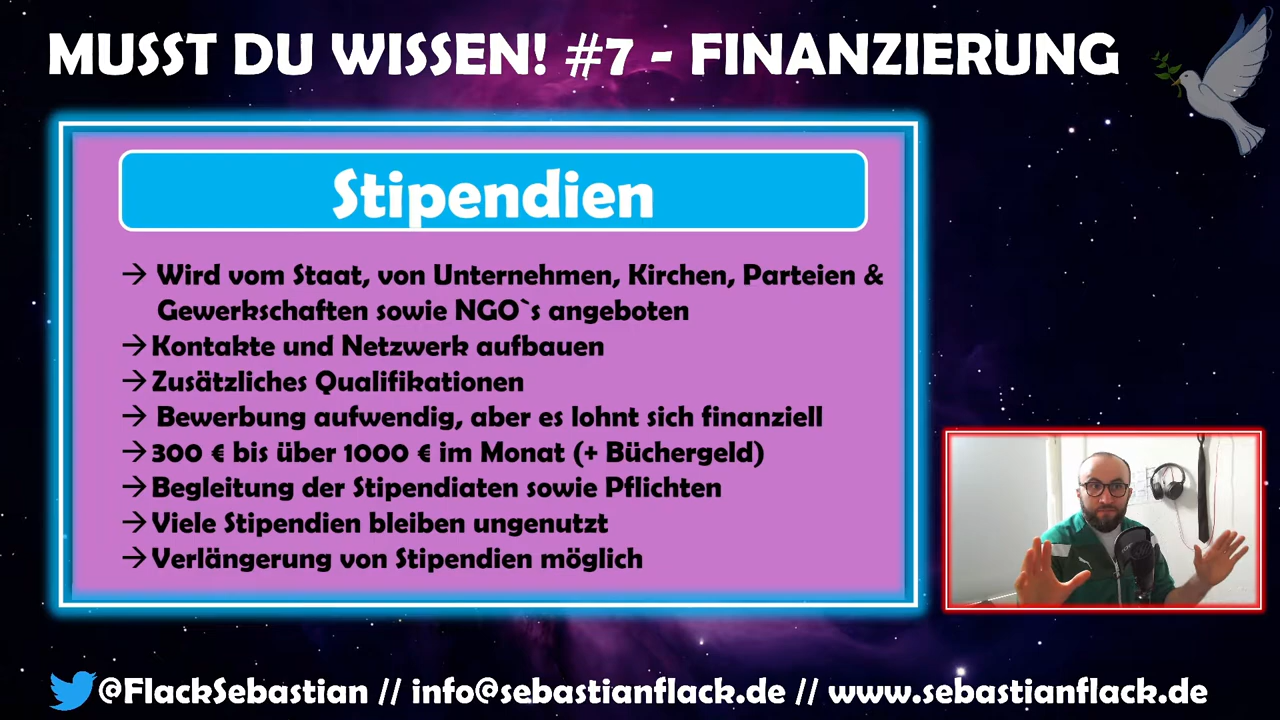 MUSST DU WISSEN! #7 - FINANZIERUNG
Stipendien
→ Wird vom Staat, von Unternehmen, Kirchen, Parteien &
Gewerkschaften sowie NGO`s angeboten
→ Kontakte und Netzwerk aufbauen
→ Zusätzliches Qualifikationen
→ Bewerbung aufwendig, aber es lohnt sich finanziell
→ 300 € bis über 1000 € im Monat (+ Büchergeld)
→ Begleitung der Stipendiaten sowie Pflichten
→ Viele Stipendien bleiben ungenutzt
→ Verlängerung von Stipendien möglich
@FlackSebastian // info@sebastianflack.de // www.sebastianflack.de